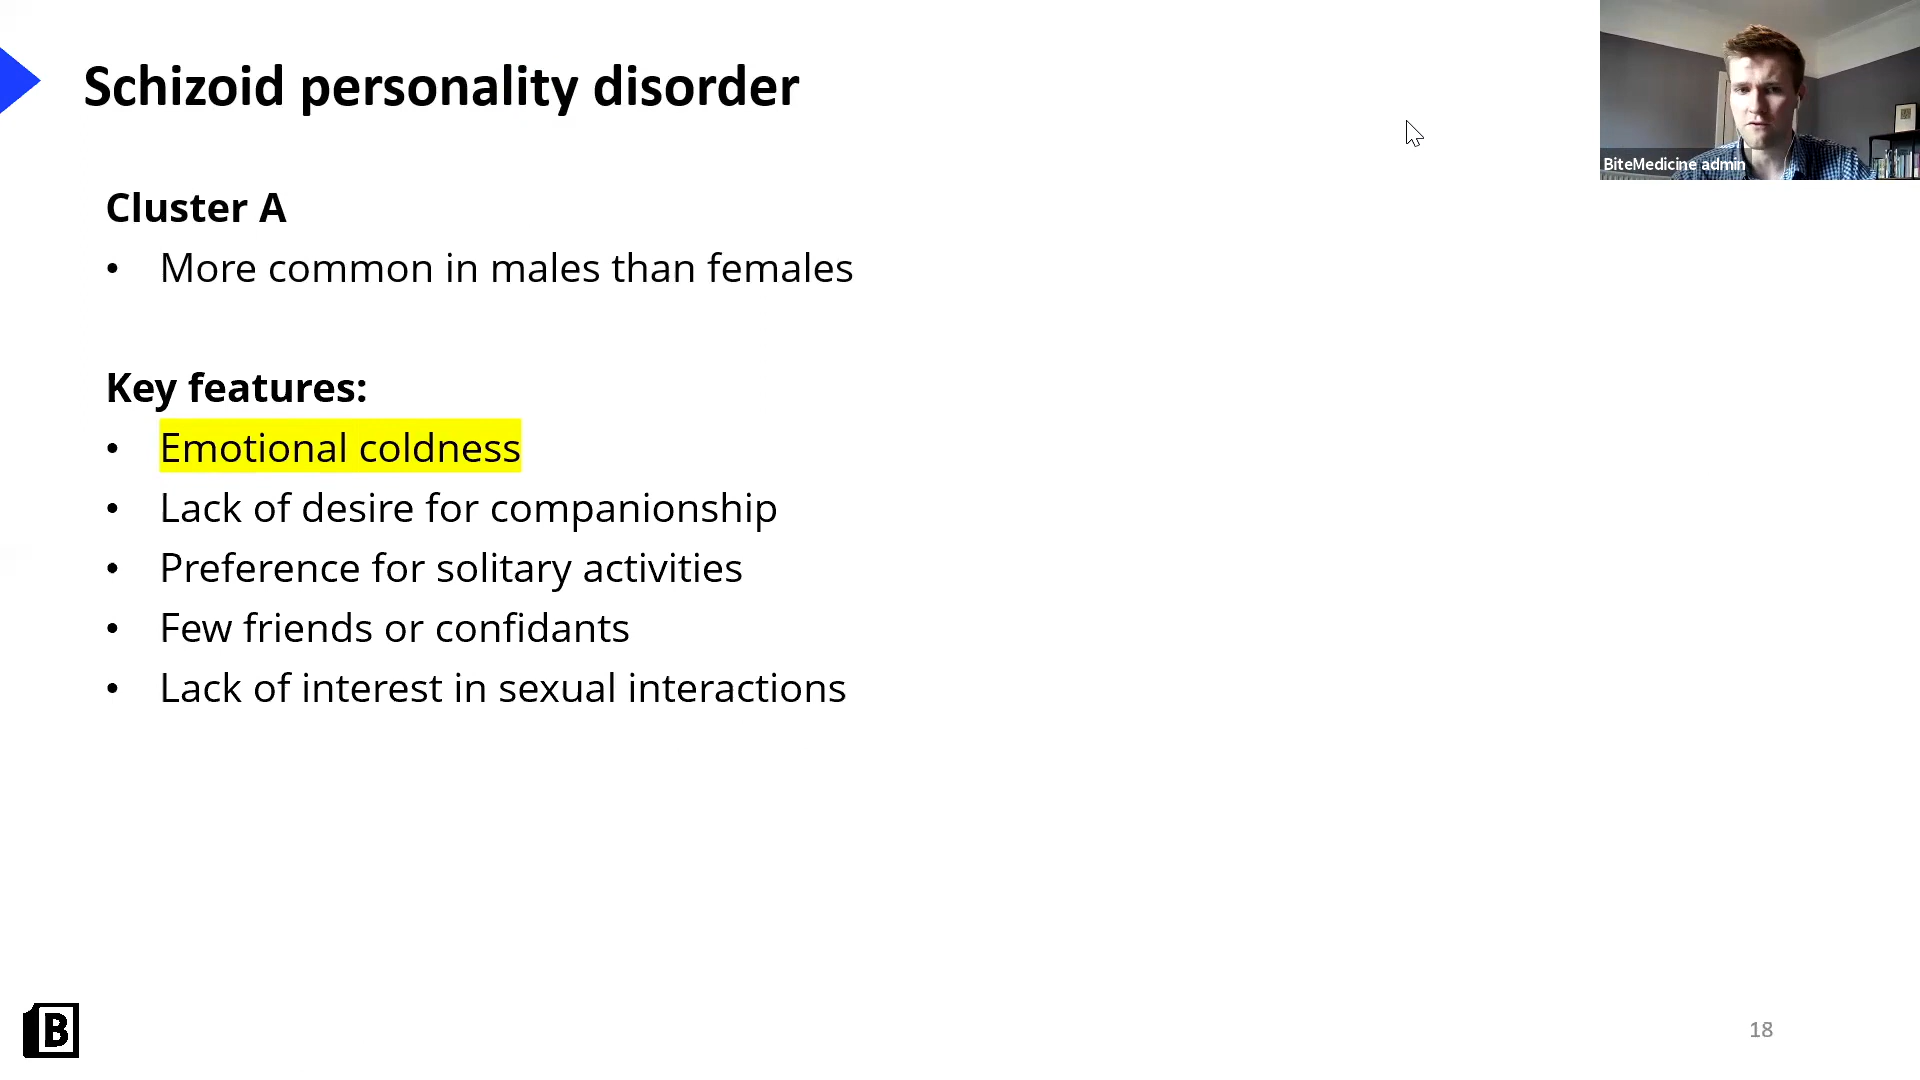 Schizoid personality disorder
BiteMedicine admin
Cluster A
• More common in males than females
Key features:
• Emotional coldness
• Lack of desire for companionship
• Preference for solitary activities
• Few friends or confidants
• Lack of interest in sexual interactions
B
18